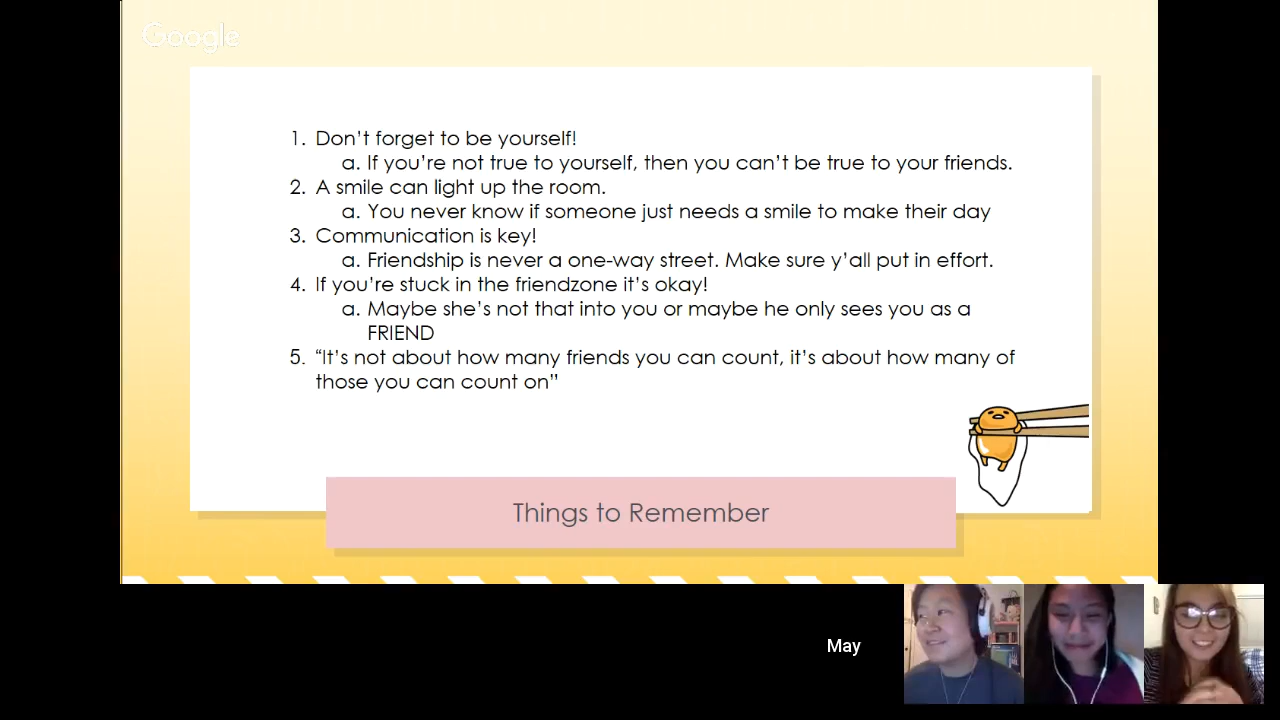 Google
1. Don't forget to be yourself!
a. If you're not true to yourself, then you can't be true to your friends.
2. A smile can light up the room.
a. You never know if someone just needs a smile to make their day
3. Communication is key!
a. Friendship is never a one-way street. Make sure y'all put in effort.
4. If you're stuck in the friendzone it's okay!
a. Maybe she's not that into you or maybe he only sees you as a
FRIEND
5. “It's not about how many friends you can count, it's about how many of
those you can count on”
Things to Remember
May